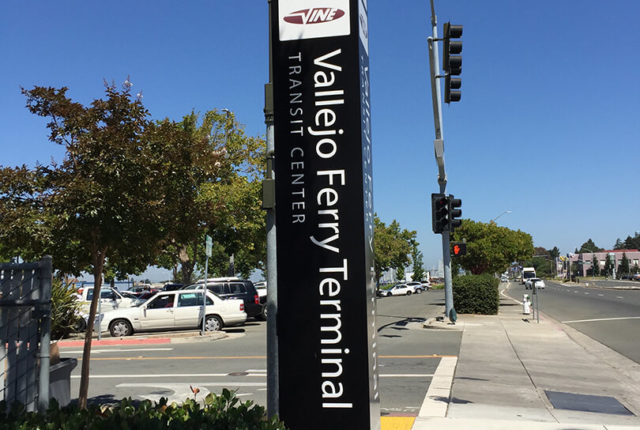 VINE
Vallejo Ferry Terminal
TRANSIT CENTER